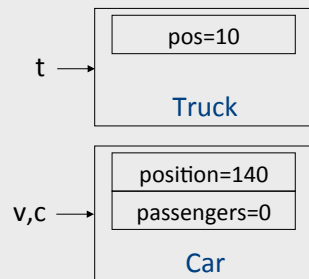 pos=10
t
Truck
position=140
passengers=0
v,c
Car